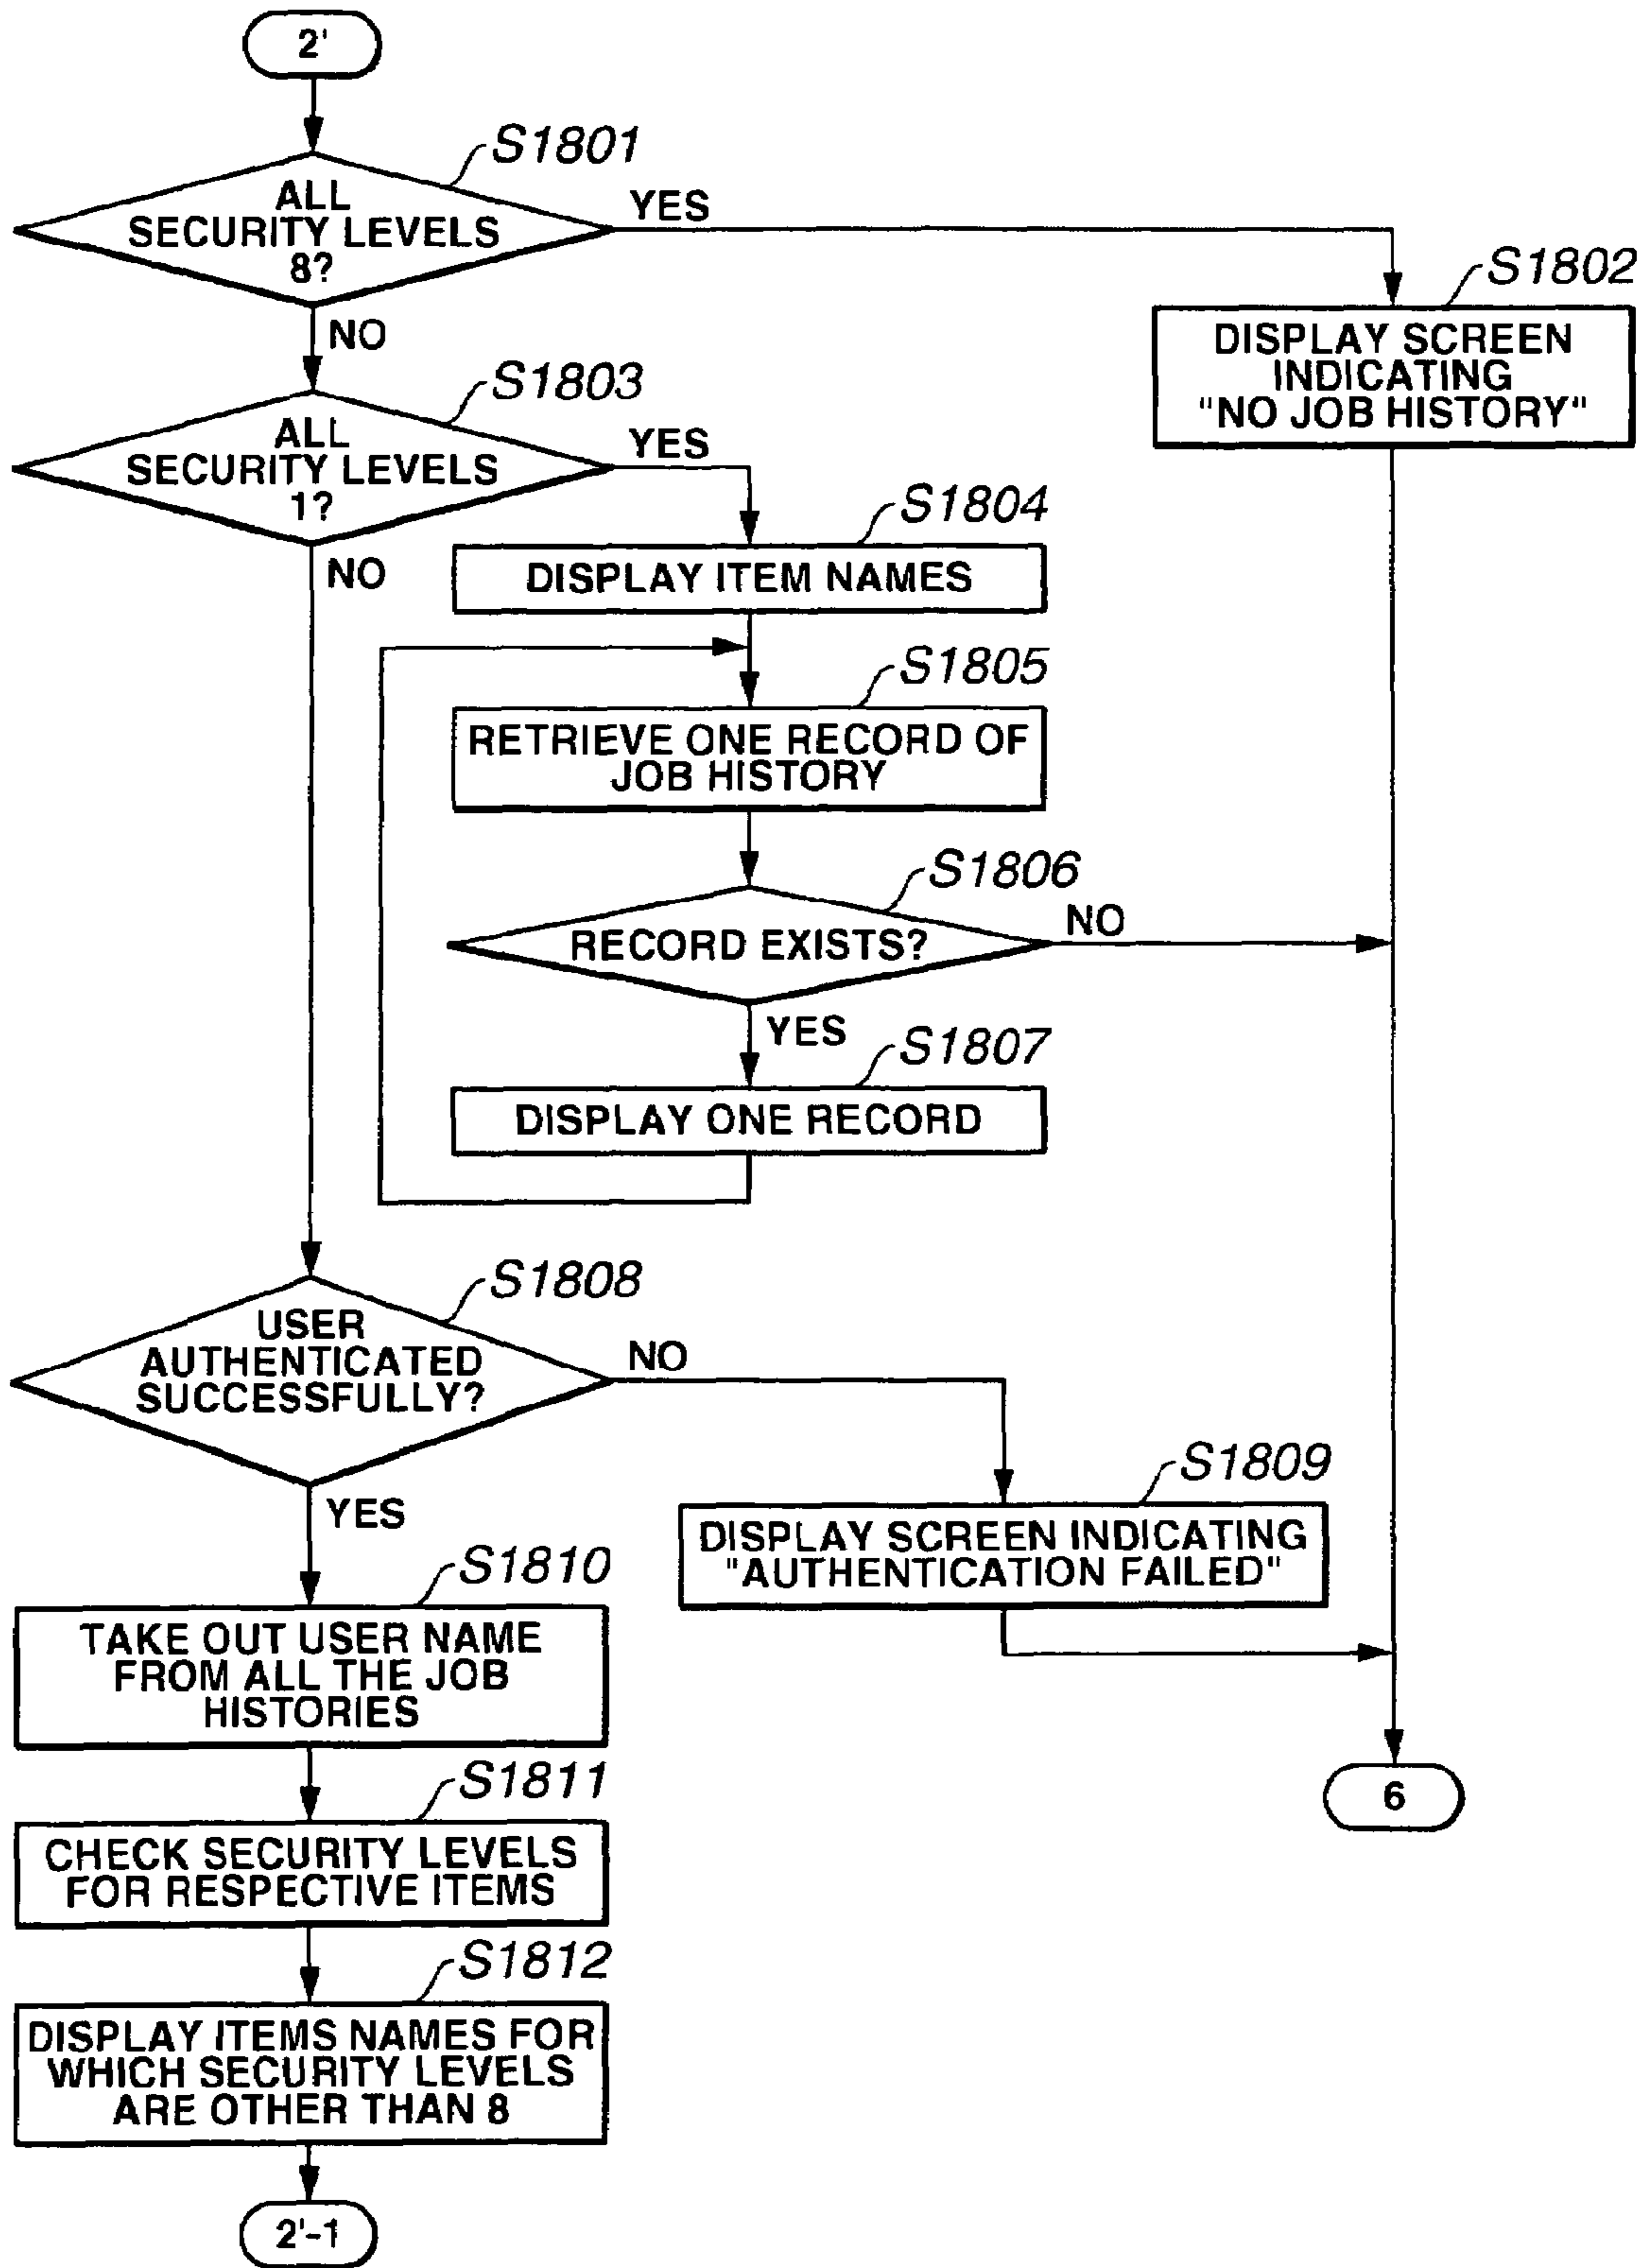 2'
S1801
ALL
SECURITY LEVELS
8?
YES
NO
S1802
DISPLAY SCREEN
INDICATING
"NO JOB HISTORY"
S1803
ALL
SECURITY LEVELS
1?
YES
NO
S1804
DISPLAY ITEM NAMES
S1805
RETRIEVE ONE RECORD OF
JOB HISTORY
S1806
RECORD EXISTS?
NO
YES
S1807
DISPLAY ONE RECORD
S1808
USER
AUTHENTICATED
SUCCESSFULLY?
NO
YES
S1809
DISPLAY SCREEN INDICATING
"AUTHENTICATION FAILED"
S1810
TAKE OUT USER NAME
FROM ALL THE JOB
HISTORIES
S1811
CHECK SECURITY LEVELS
FOR RESPECTIVE ITEMS
6
S1812
DISPLAY ITEMS NAMES FOR
WHICH SECURITY LEVELS
ARE OTHER THAN 8
2'-1